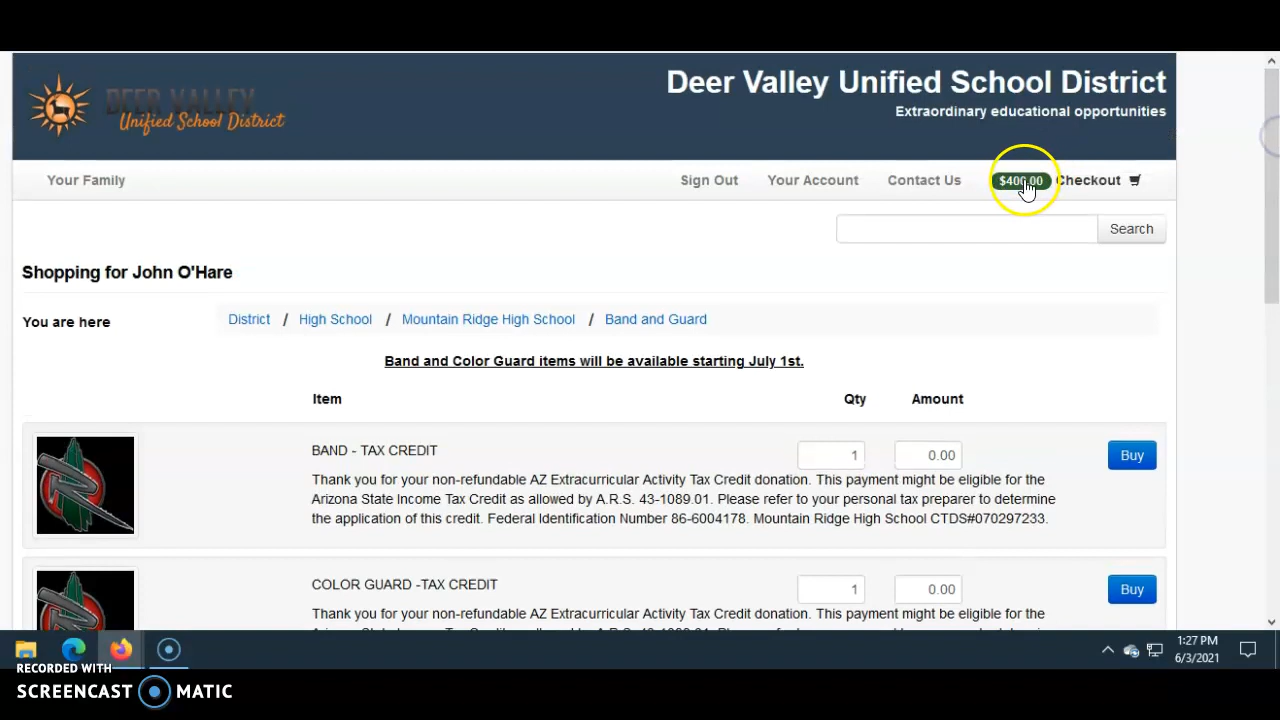 Deer Valley Unified School District
Extraordinary educational opportunities
DEER VALLEY
Unified School District
Your Family
Sign Out
Your Account
Contact Us
$400.00
Checkout
Search
Shopping for John O'Hare
You are here
District / High School / Mountain Ridge High School / Band and Guard
Band and Color Guard items will be available starting July 1st.
Item Qty Amount
BAND - TAX CREDIT
1
0.00
Buy
Thank you for your non-refundable AZ Extracurricular Activity Tax Credit donation. This payment might be eligible for the
Arizona State Income Tax Credit as allowed by A.R.S. 43-1089.01. Please refer to your personal tax preparer to determine
the application of this credit. Federal Identification Number 86-6004178. Mountain Ridge High School CTDS#070297233.
COLOR GUARD -TAX CREDIT
1
0.00
Buy
Thank you for your non-refundable AZ Extracurricular Activity Tax Credit donation. This payment might be eligible for the
1:27 PM
6/3/2021
RECORDED WITH
SCREENCAST MATIC